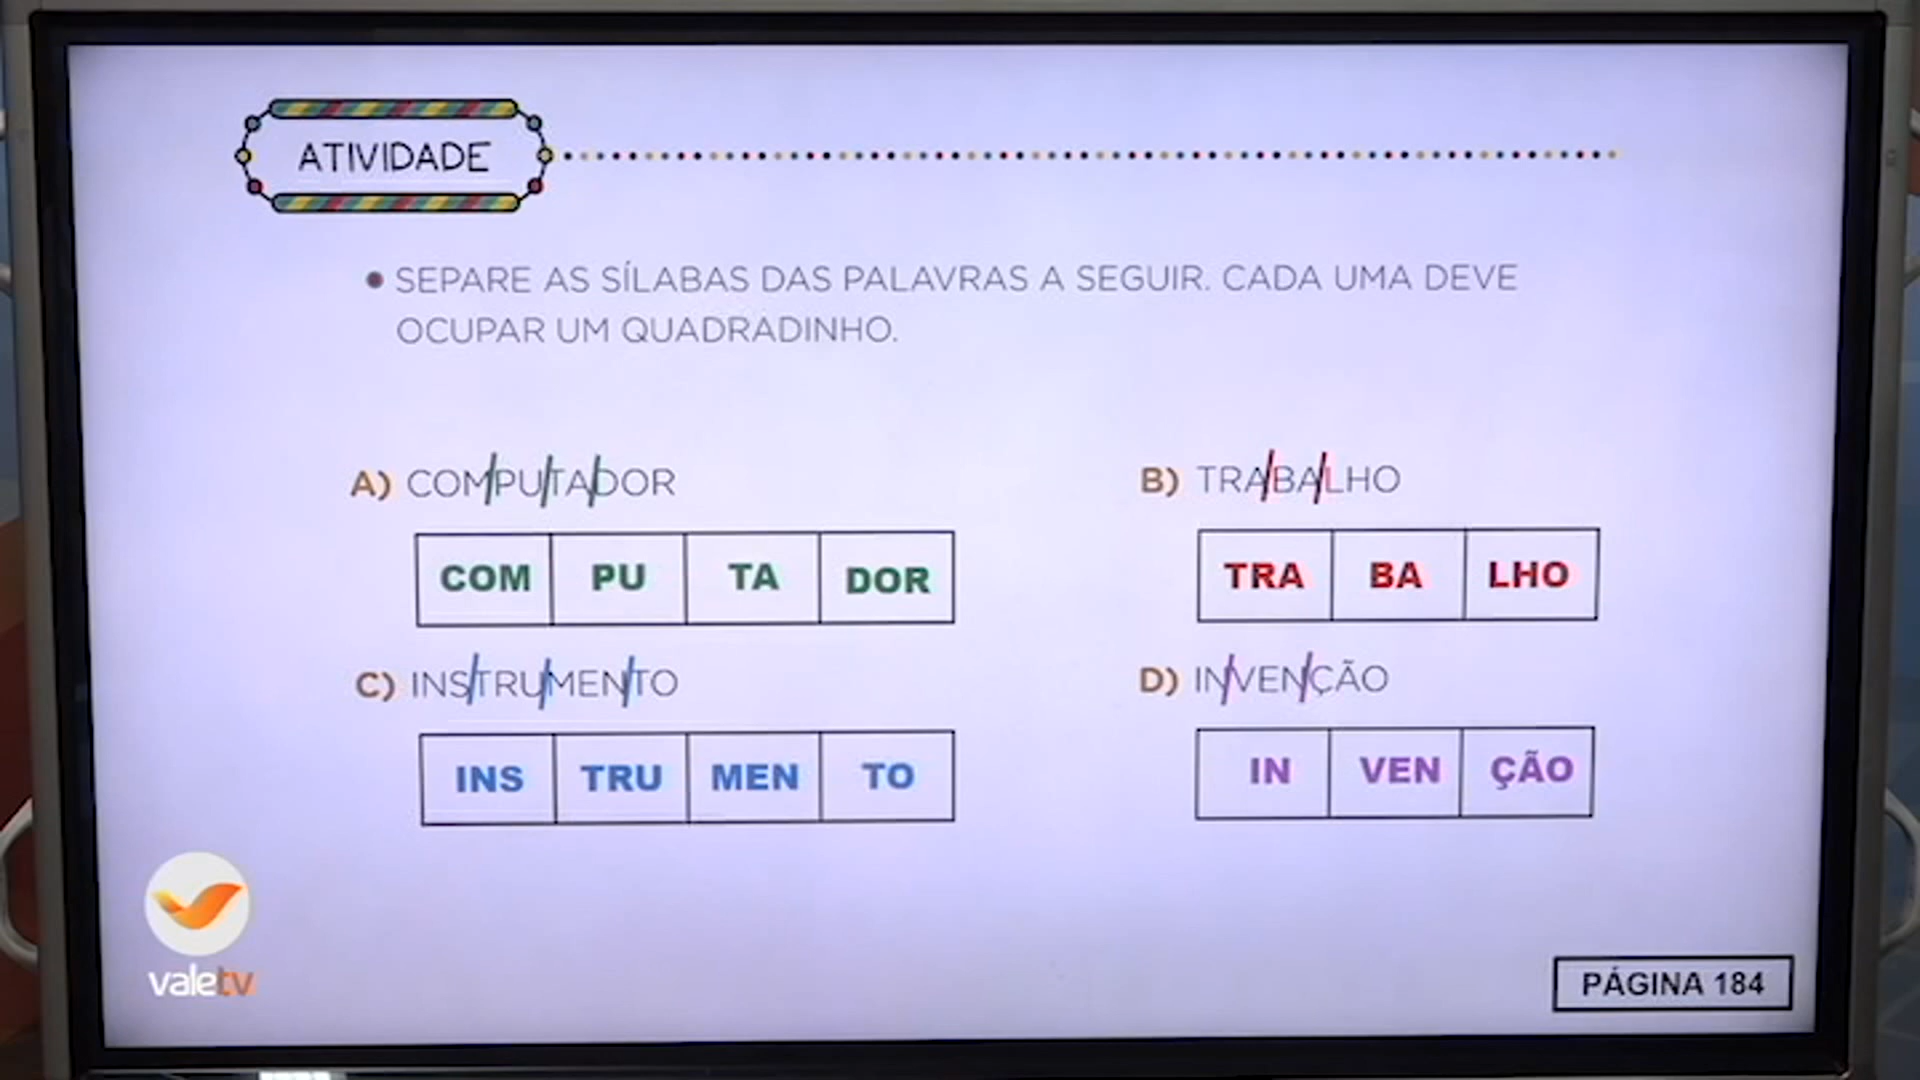 ATIVIDADE
SEPARE AS SÍLABAS DAS PALAVRAS A SEGUIR. CADA UMA DEVE
OCUPAR UM QUADRADINHO.
A) COM/PU/TA/DOR
COM PU TA DOR
B) TRA/BA/LHO
TRA BA LHO
C) INS/TRU/MEN/TO
INS TRU MEN TO
D) IN/VEN/ÇÃO
IN VEN ÇÃO
valetv
PÁGINA 184